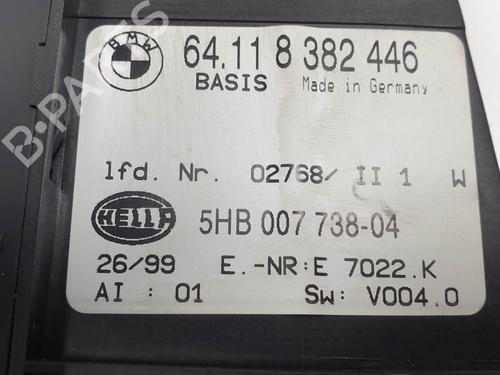 BMW
64.11 8 382 446
BASIS Made in Germany
lfd. Nr. 02768/ II 1 W
HELLA
5HB 007 738-04
26/99 E.-NR:E 7022.K
AI : 01 SW: V004.0
B-PARTS